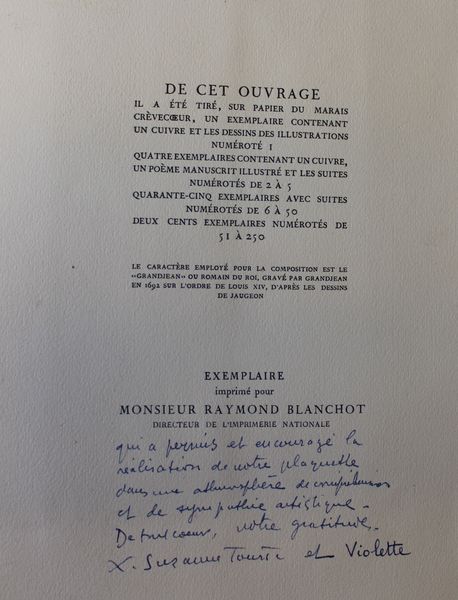 DE CET OUVRAGE
IL A ÉTÉ TIRÉ, SUR PAPIER DU MARAIS
CRÈVECŒUR, UN EXEMPLAIRE CONTENANT
UN CUIVRE ET LES DESSINS DES ILLUSTRATIONS
NUMÉROTÉ I
QUATRE EXEMPLAIRES CONTENANT UN CUIVRE,
UN POÈME MANUSCRIT ILLUSTRÉ ET LES SUITES
NUMÉROTÉS DE 2 À 5
QUARANTE-CINQ EXEMPLAIRES AVEC SUITES
NUMÉROTÉS DE 6 À 50
DEUX CENTS EXEMPLAIRES NUMÉROTÉS DE
51 À 250
LE CARACTÈRE EMPLOYÉ POUR LA COMPOSITION EST LE
«GRANDJEAN» OU ROMAIN DU ROI, GRAVÉ PAR GRANDJEAN
EN 1692 SUR L'ORDRE DE LOUIS XIV, D'APRÈS LES DESSINS
DE JAUGEON
EXEMPLAIRE
imprimé pour
MONSIEUR RAYMOND BLANCHOT
DIRECTEUR DE L'IMPRIMERIE NATIONALE
qui a permis et encouragé la
réalisation de notre plaquette
dans une atmosphère de compréhension
et de sympathie artistique.
De tout coeur, notre gratitude.
Suzanne et Violette